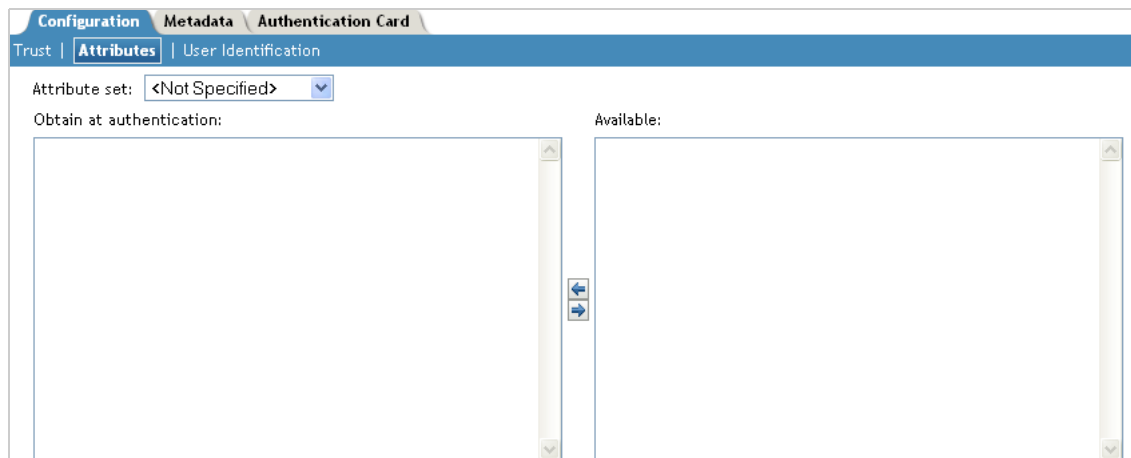 Configuration Metadata Authentication Card
Trust | Attributes | User Identification
Attribute set: <Not Specified>
Obtain at authentication: Available: